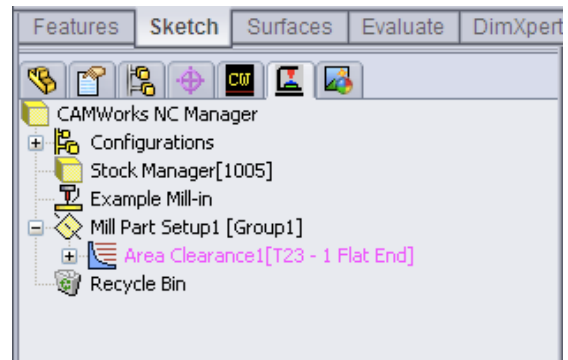 Features Sketch Surfaces Evaluate DimXpert
CW
CAMWorks NC Manager
Configurations
Stock Manager[1005]
Example Mill-in
Mill Part Setup1 [Group1]
Area Clearance1[T23 - 1 Flat End]
Recycle Bin